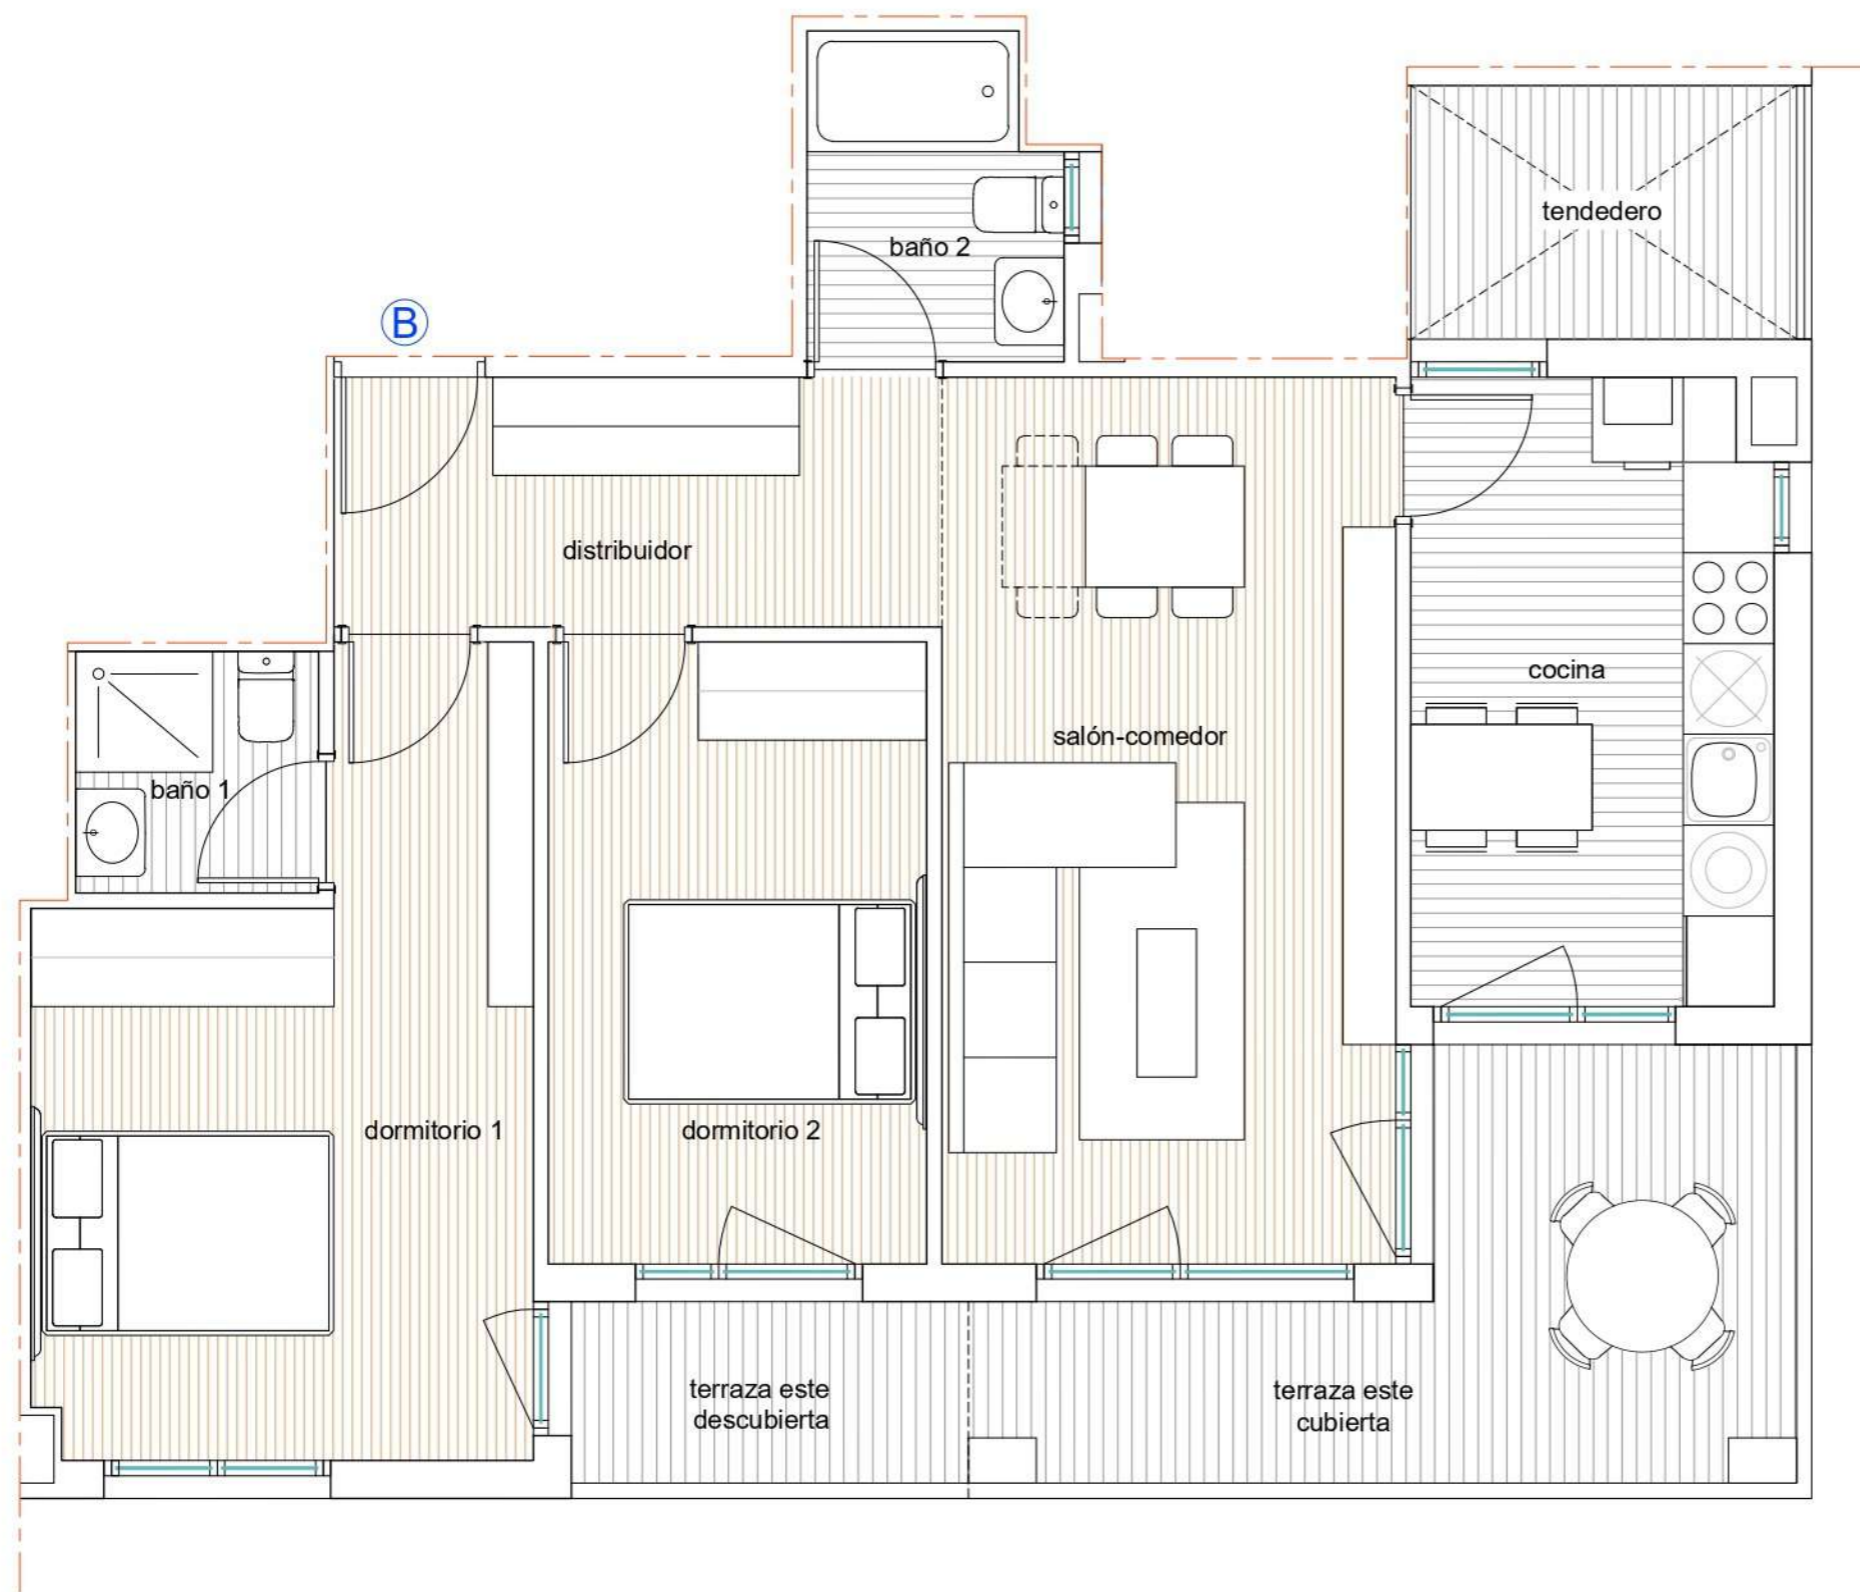 tendedero
baño 2
B
distribuidor
cocina
salón-comedor
baño 1
dormitorio 1
dormitorio 2
terraza este
descubierta
terraza este
cubierta